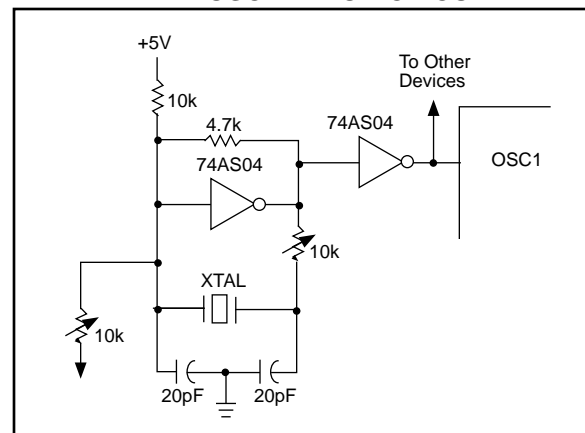 +5V
To Other
Devices
10k
4.7k
74AS04
74AS04
OSC1
10k
XTAL
10k
20pF
20pF